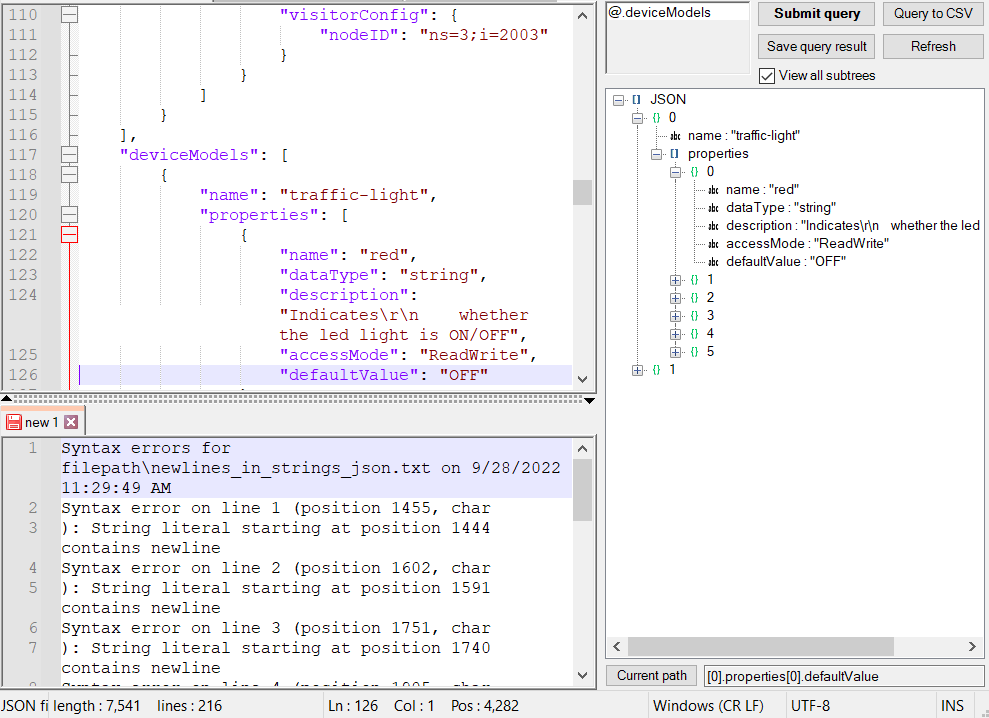 110 "visitorConfig": {
111 "nodeID": "ns=3;i=2003"
112 }
113 }
114 ]
115 }
116 ],
117 "deviceModels": [
118 {
119 "name": "traffic-light",
120 "properties": [
121 {
122 "name": "red",
123 "dataType": "string",
124 "description":
"Indicates\r\n whether
the led light is ON/OFF",
125 "accessMode": "ReadWrite",
126 "defaultValue": "OFF"
new 1
1 Syntax errors for
filepath\newlines_in_strings_json.txt on 9/28/2022
11:29:49 AM
2 Syntax error on line 1 (position 1455, char
3 ): String literal starting at position 1444
contains newline
4 Syntax error on line 2 (position 1602, char
5 ): String literal starting at position 1591
contains newline
6 Syntax error on line 3 (position 1751, char
7 ): String literal starting at position 1740
contains newline
@.deviceModels
Submit query
Query to CSV
Save query result
Refresh
View all subtrees
[] JSON
{} 0
abc name : "traffic-light"
[] properties
{} 0
abc name : "red"
abc dataType : "string"
abc description : "Indicates\r\n whether the led
abc accessMode : "ReadWrite"
abc defaultValue : "OFF"
{} 1
{} 2
{} 3
{} 4
{} 5
{} 1
Current path [0].properties[0].defaultValue
JSON fi length : 7,541 lines : 216 Ln : 126 Col : 1 Pos : 4,282 Windows (CR LF) UTF-8 INS